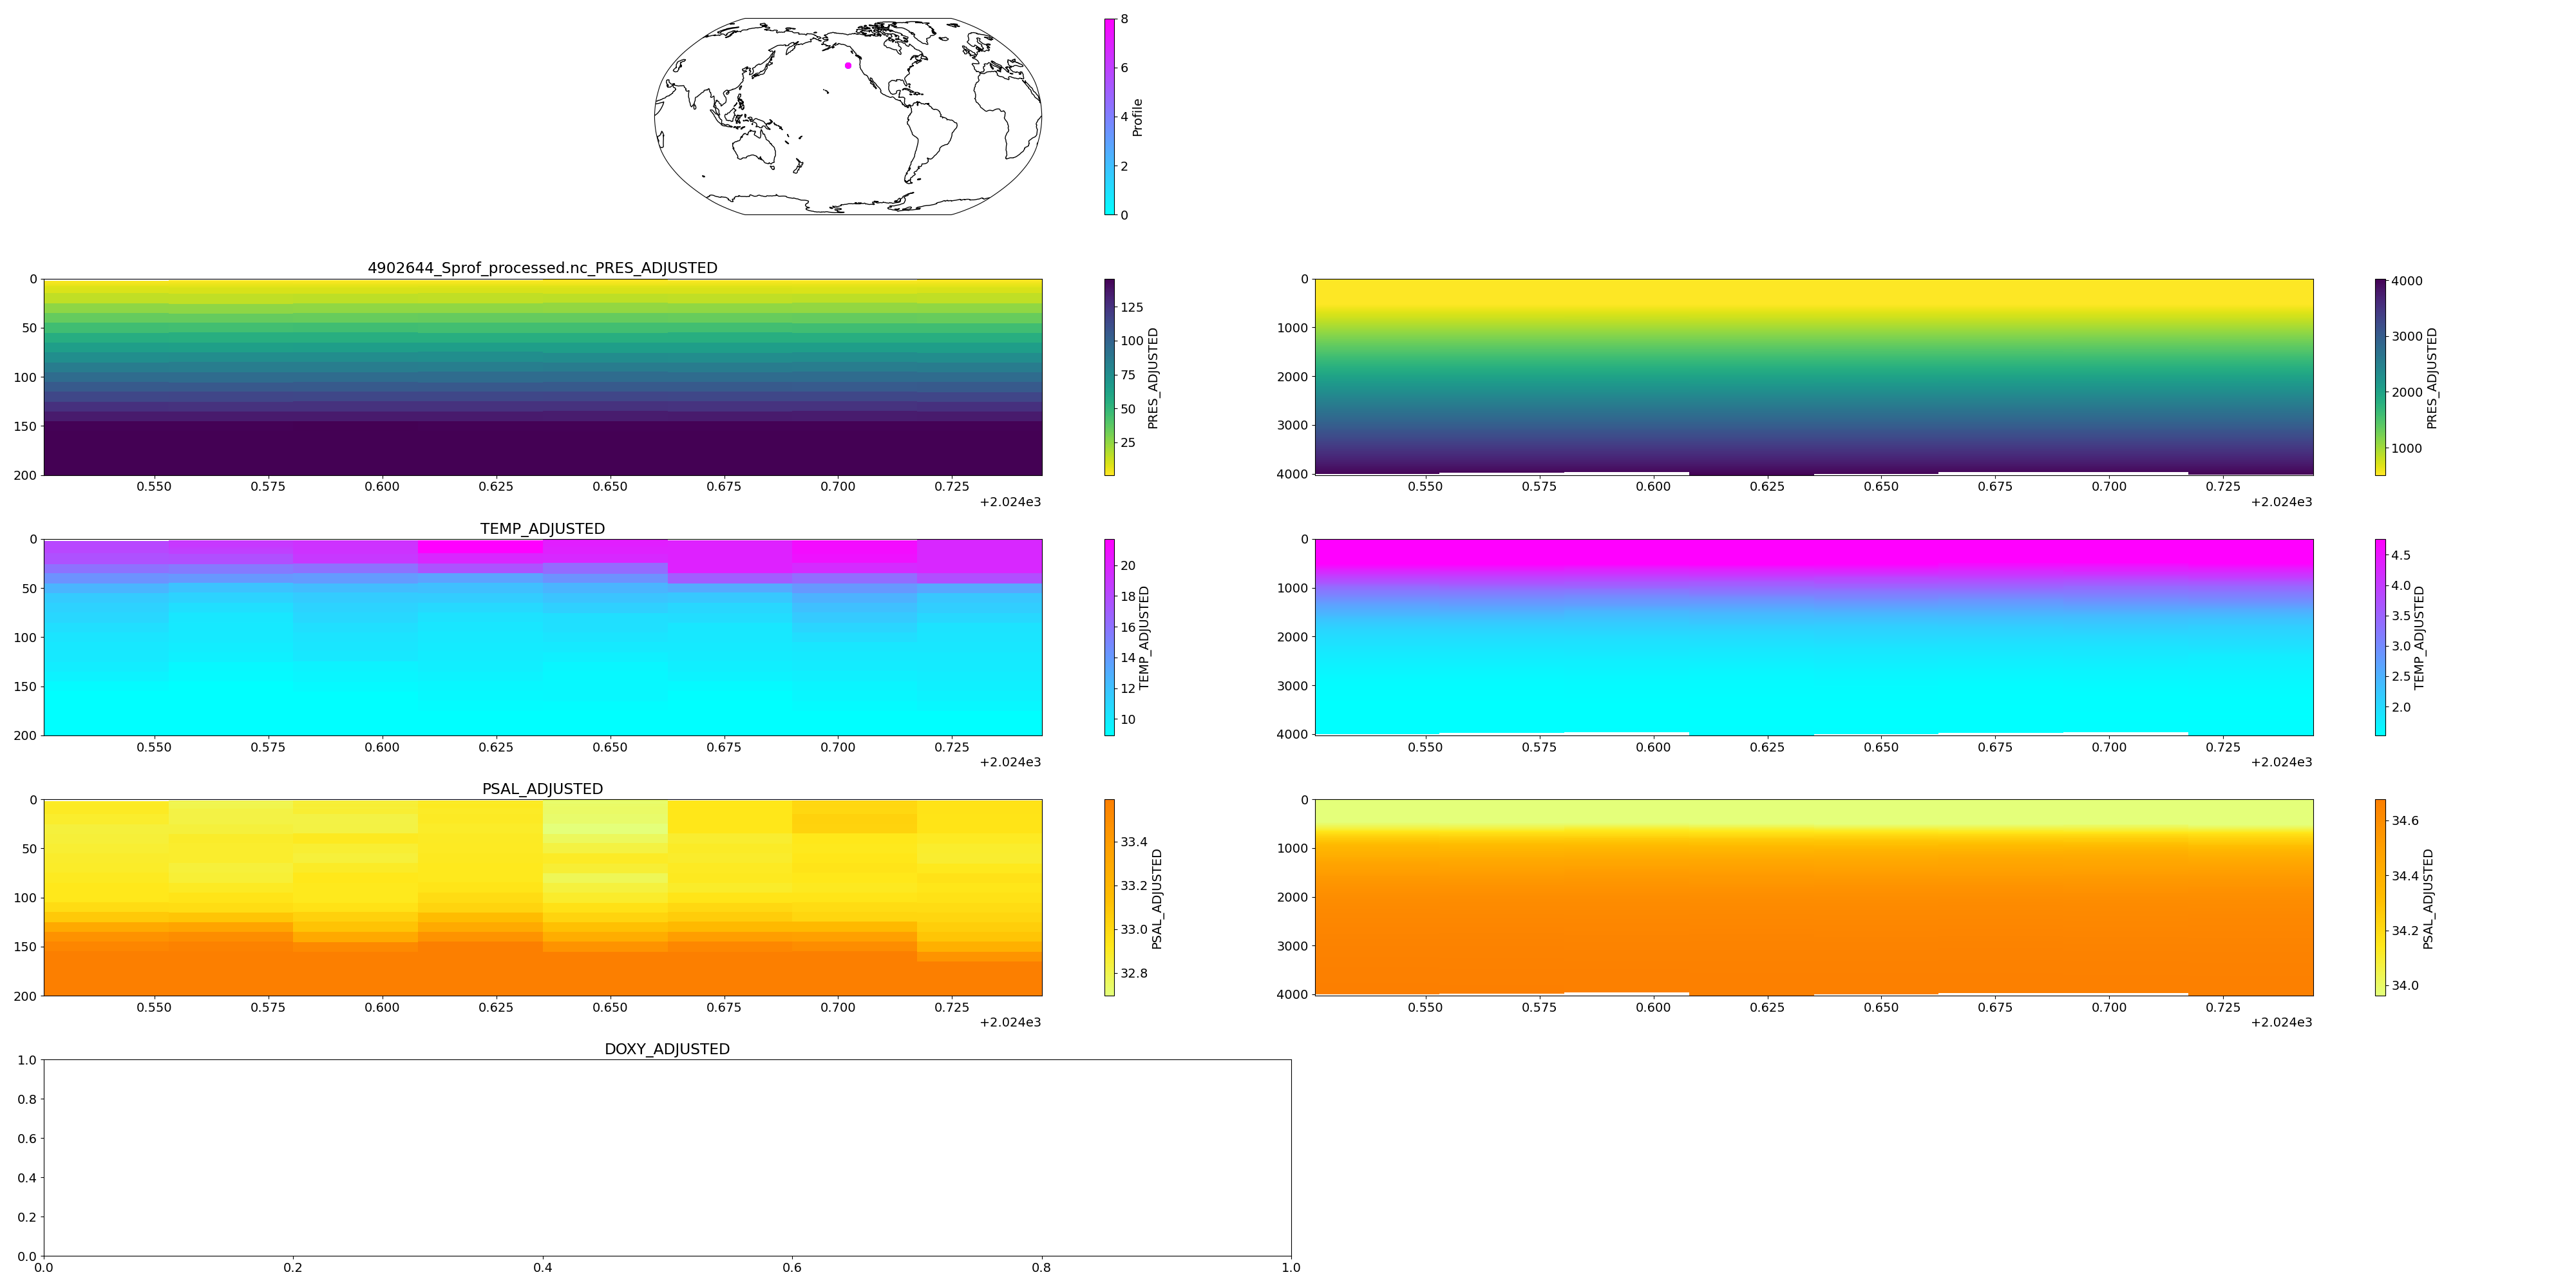 8
6
4
2
0
Profile
4902644_Sprof_processed.nc_PRES_ADJUSTED
0
50
100
150
200
0.550 0.575 0.600 0.625 0.650 0.675 0.700 0.725
+2.024e3
125
100
75
50
25
PRES_ADJUSTED
0
1000
2000
3000
4000
0.550 0.575 0.600 0.625 0.650 0.675 0.700 0.725
+2.024e3
4000
3000
2000
1000
PRES_ADJUSTED
TEMP_ADJUSTED
0
50
100
150
200
0.550 0.575 0.600 0.625 0.650 0.675 0.700 0.725
+2.024e3
20
18
16
14
12
10
TEMP_ADJUSTED
0
1000
2000
3000
4000
0.550 0.575 0.600 0.625 0.650 0.675 0.700 0.725
+2.024e3
4.5
4.0
3.5
3.0
2.5
2.0
TEMP_ADJUSTED
PSAL_ADJUSTED
0
50
100
150
200
0.550 0.575 0.600 0.625 0.650 0.675 0.700 0.725
+2.024e3
33.4
33.2
33.0
32.8
PSAL_ADJUSTED
0
1000
2000
3000
4000
0.550 0.575 0.600 0.625 0.650 0.675 0.700 0.725
+2.024e3
34.6
34.4
34.2
34.0
PSAL_ADJUSTED
DOXY_ADJUSTED
1.0
0.8
0.6
0.4
0.2
0.0
0.0 0.2 0.4 0.6 0.8 1.0